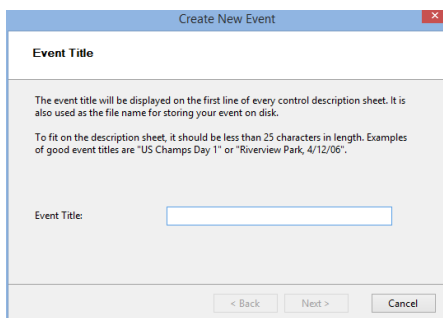 Create New Event
Event Title
The event title will be displayed on the first line of every control description sheet. It is
also used as the file name for storing your event on disk.
To fit on the description sheet, it should be less than 25 characters in length. Examples
of good event titles are "US Champs Day 1" or "Riverview Park, 4/12/06".
Event Title:
< Back Next > Cancel